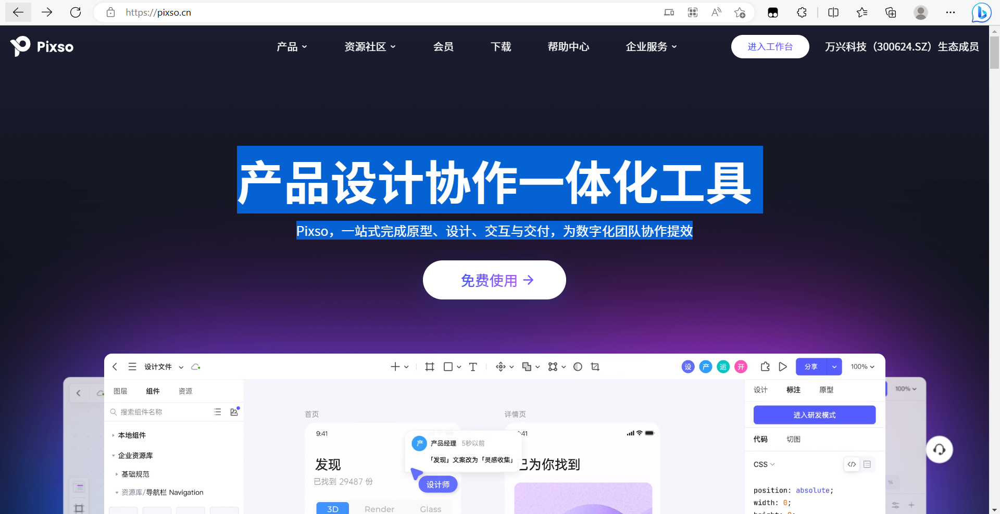 https://pixso.cn
Pixso
产品
资源社区
会员
下载
帮助中心
企业服务
进入工作台
万兴科技（300624.SZ）生态成员
产品设计协作一体化工具
Pixso，一站式完成原型、设计、交互与交付，为数字化团队协作提效
免费使用
设计文件
设
产
运
开
分享
100%
100%
图层
组件
资源
设计
标注
原型
搜索组件名称
进入研发模式
首页
详情页
本地组件
9:41
:41
代码
切图
产
产品经理
5秒以前
企业资源库
「发现」文案改为「灵感收集」
发现
已为你找到
CSS
基础规范
已找到 29487 份
设计师
%
资源库/导航栏 Navigation
position: absolute;
width: 0;
3D
Render
Glass